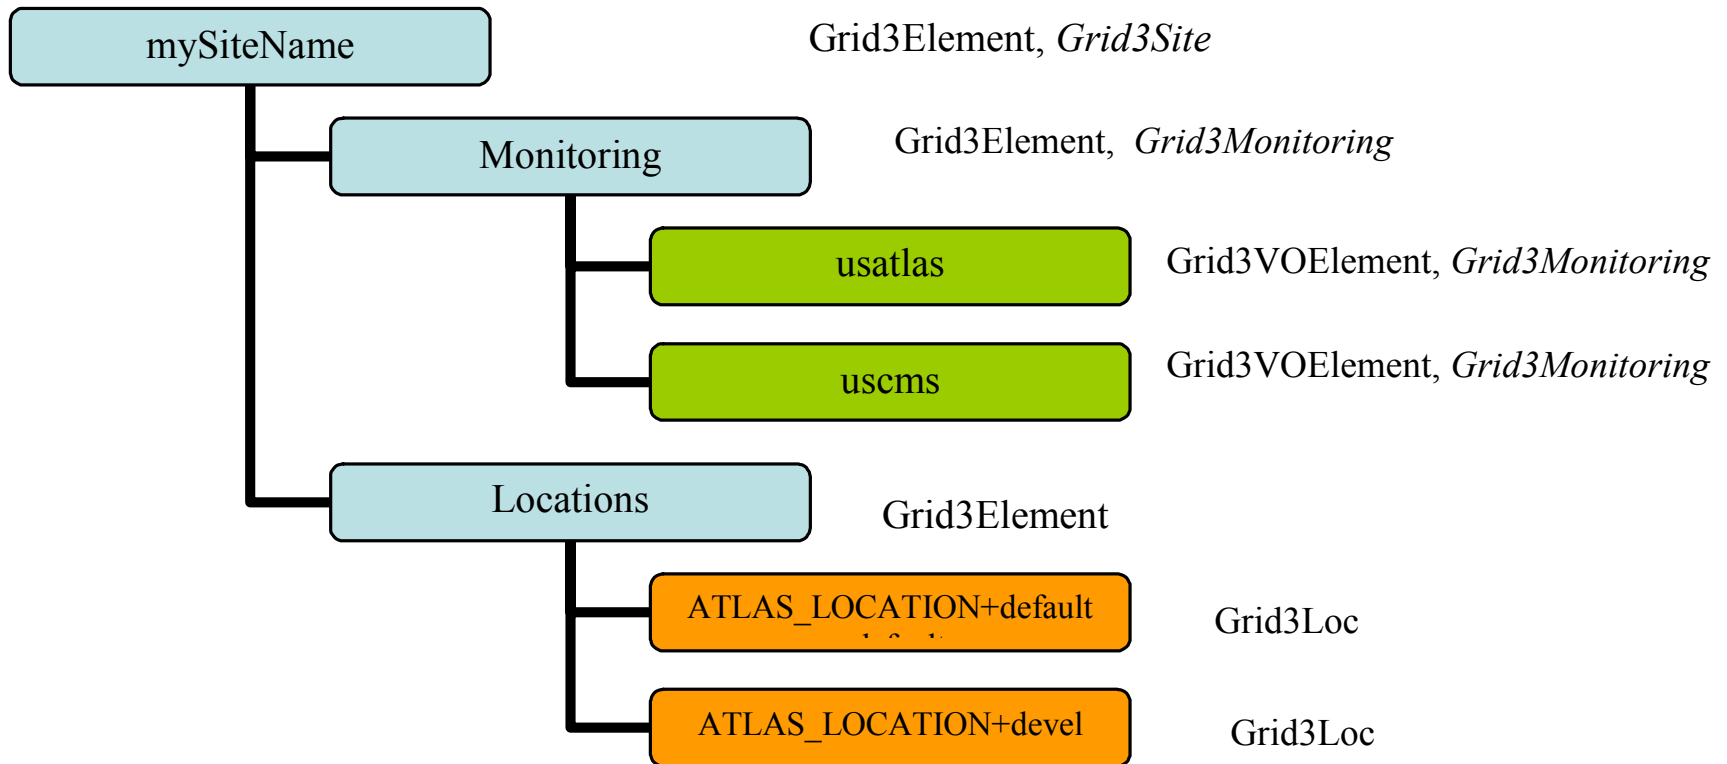 mySiteName
Grid3Element, Grid3Site
Monitoring
Grid3Element, Grid3Monitoring
usatlas
Grid3VOElement, Grid3Monitoring
uscms
Grid3VOElement, Grid3Monitoring
Locations
Grid3Element
ATLAS_LOCATION+default
Grid3Loc
ATLAS_LOCATION+devel
Grid3Loc